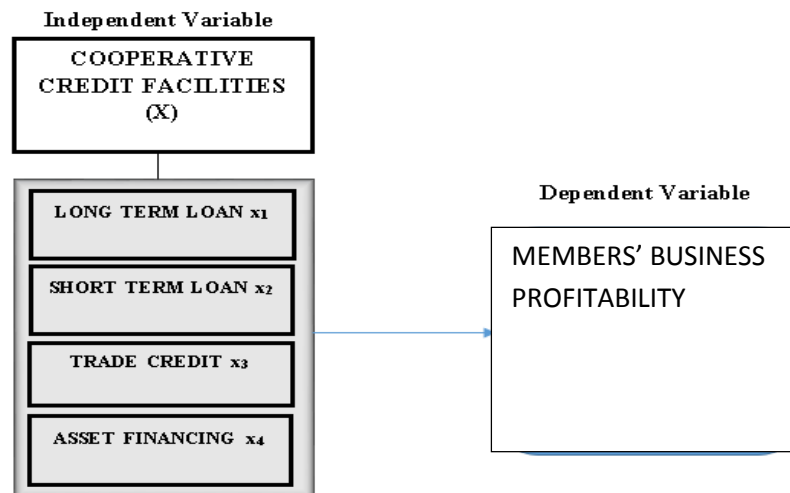 Independent Variable
COOPERATIVE
CREDIT FACILITIES
(X)
LONG TERM LOAN x1
SHORT TERM LOAN x2
TRADE CREDIT x3
ASSET FINANCING x4
Dependent Variable
MEMBERS’ BUSINESS
PROFITABILITY